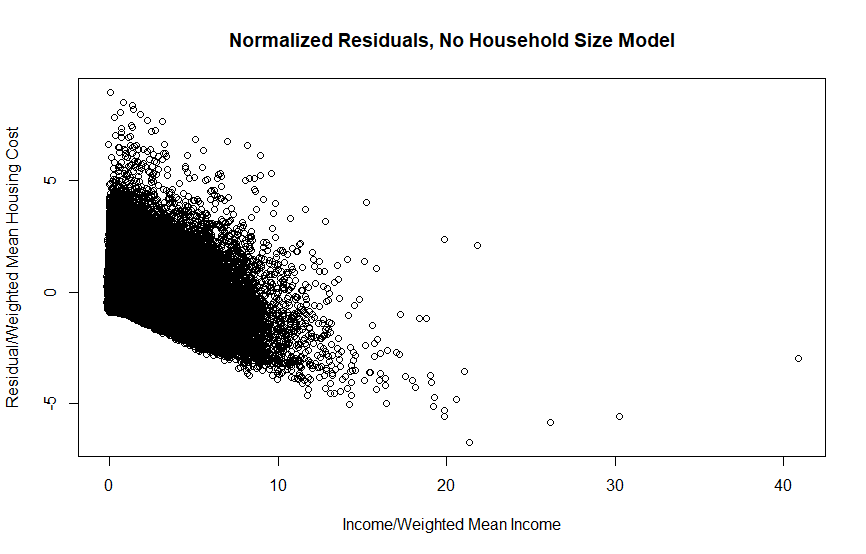 Normalized Residuals, No Household Size Model
Residual/Weighted Mean Housing Cost
5
0
-5
0
10
20
30
40
Income/Weighted Mean Income